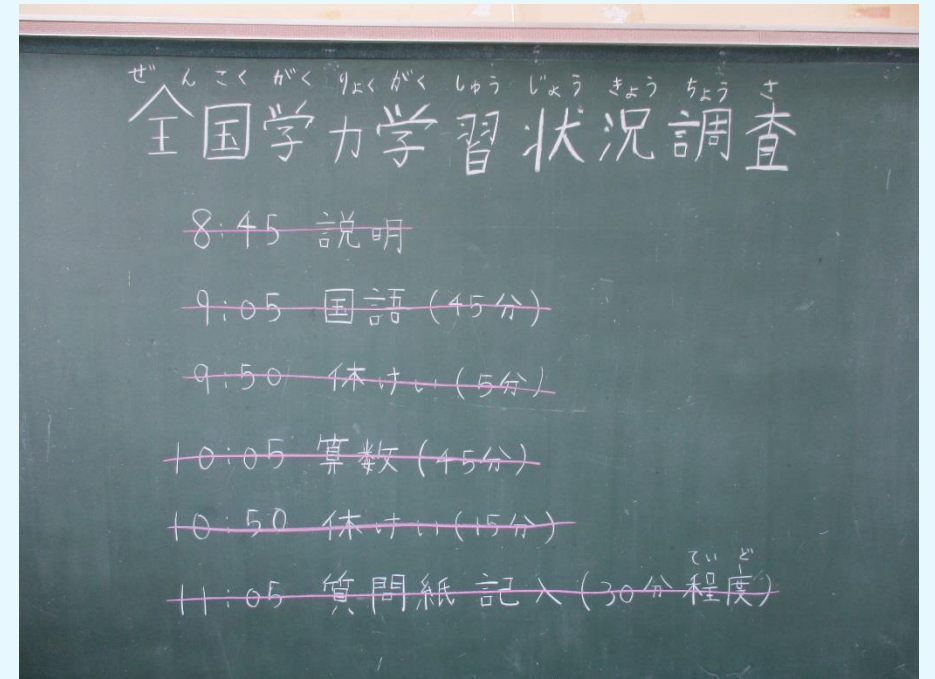 ぜんこくがくりょくがくしゅうじょうきょうちょうさ
全国学力学習状況調査
8:45 説明
9:05 国語(45分)
9:50 休けい(5分)
10:05 算数(45分)
10:50 休けい(15分)
ていど
11:05 質問紙記入(30分程度)